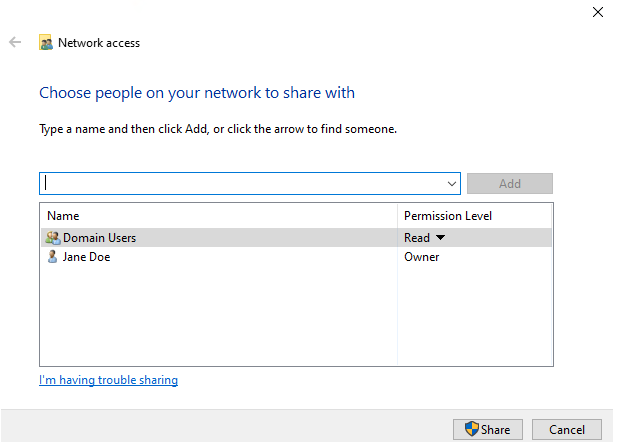 Network access
Choose people on your network to share with
Type a name and then click Add, or click the arrow to find someone.
Add
Name Permission Level
Domain Users Read
Jane Doe Owner
I'm having trouble sharing
Share Cancel